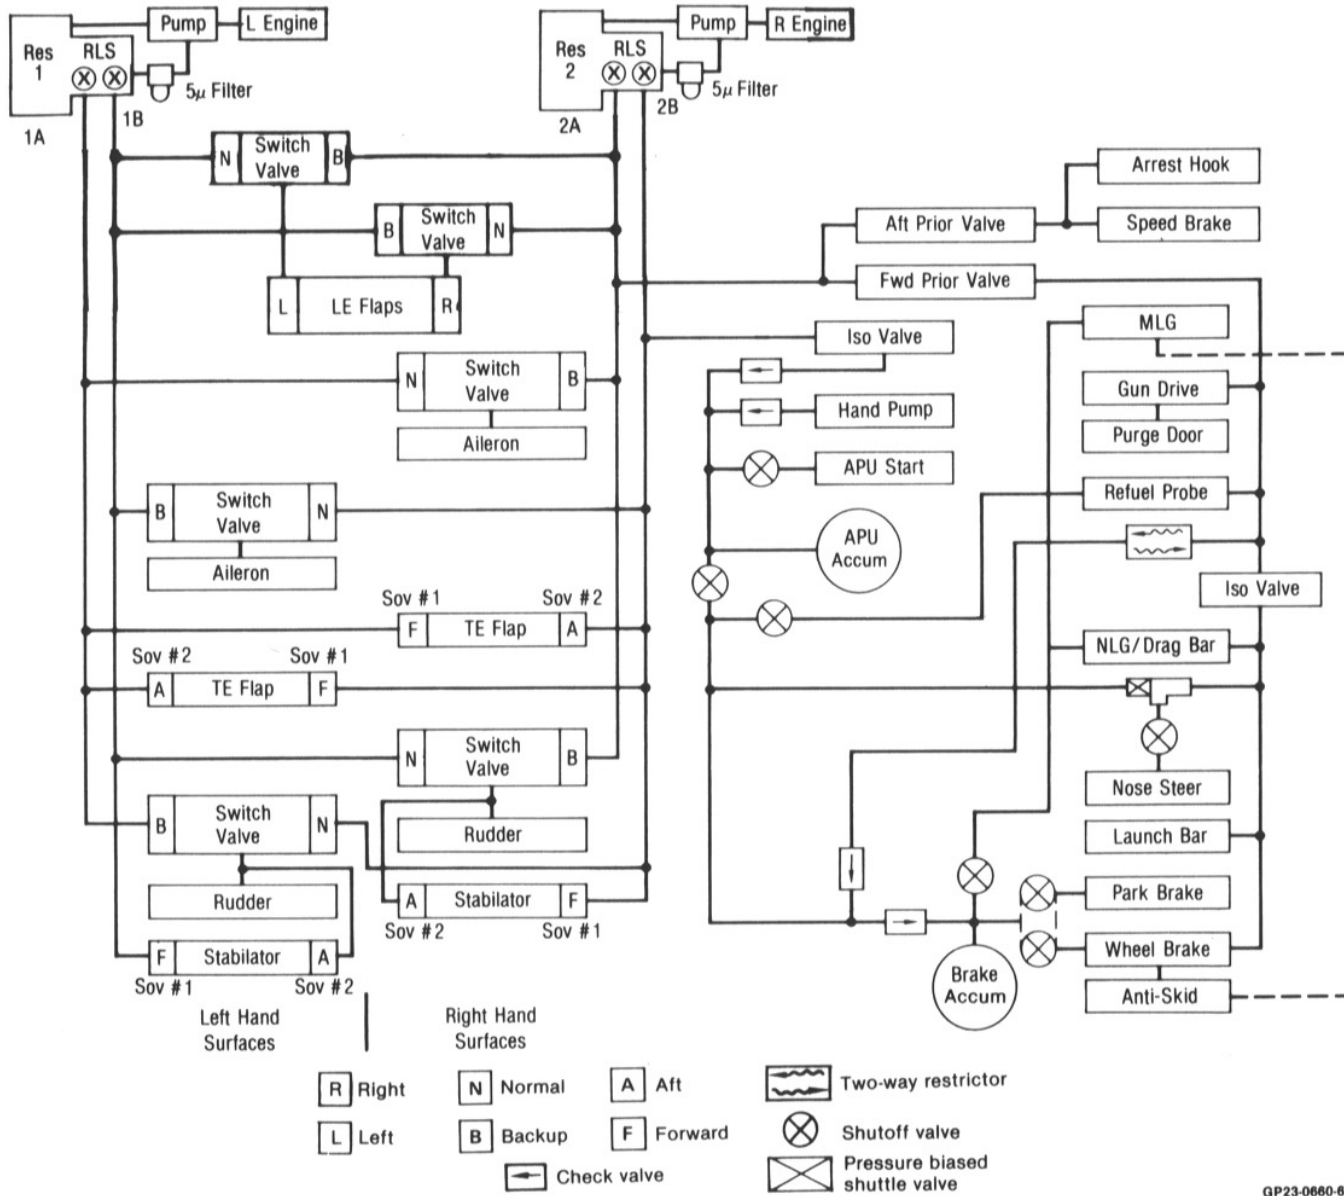 Res 1
RLS
Pump
L Engine
5μ Filter
1A
1B
Res 2
RLS
Pump
R Engine
5μ Filter
2A
2B
N
Switch Valve
B
B
Switch Valve
N
L
LE Flaps
R
N
Switch Valve
B
Aileron
B
Switch Valve
N
Aileron
Sov #1
Sov #2
F
TE Flap
A
Sov #2
Sov #1
A
TE Flap
F
N
Switch Valve
B
Rudder
B
Switch Valve
N
Rudder
A
Stabilator
F
Sov #2
Sov #1
F
Stabilator
A
Sov #1
Sov #2
Left Hand
Surfaces
Right Hand
Surfaces
Arrest Hook
Aft Prior Valve
Speed Brake
Fwd Prior Valve
Iso Valve
MLG
Hand Pump
Gun Drive
Purge Door
APU Start
Refuel Probe
APU
Accum
Iso Valve
NLG/Drag Bar
Nose Steer
Launch Bar
Park Brake
Wheel Brake
Anti-Skid
Brake
Accum
R Right
N Normal
A Aft
Two-way restrictor
L Left
B Backup
F Forward
Shutoff valve
Check valve
Pressure biased
shuttle valve